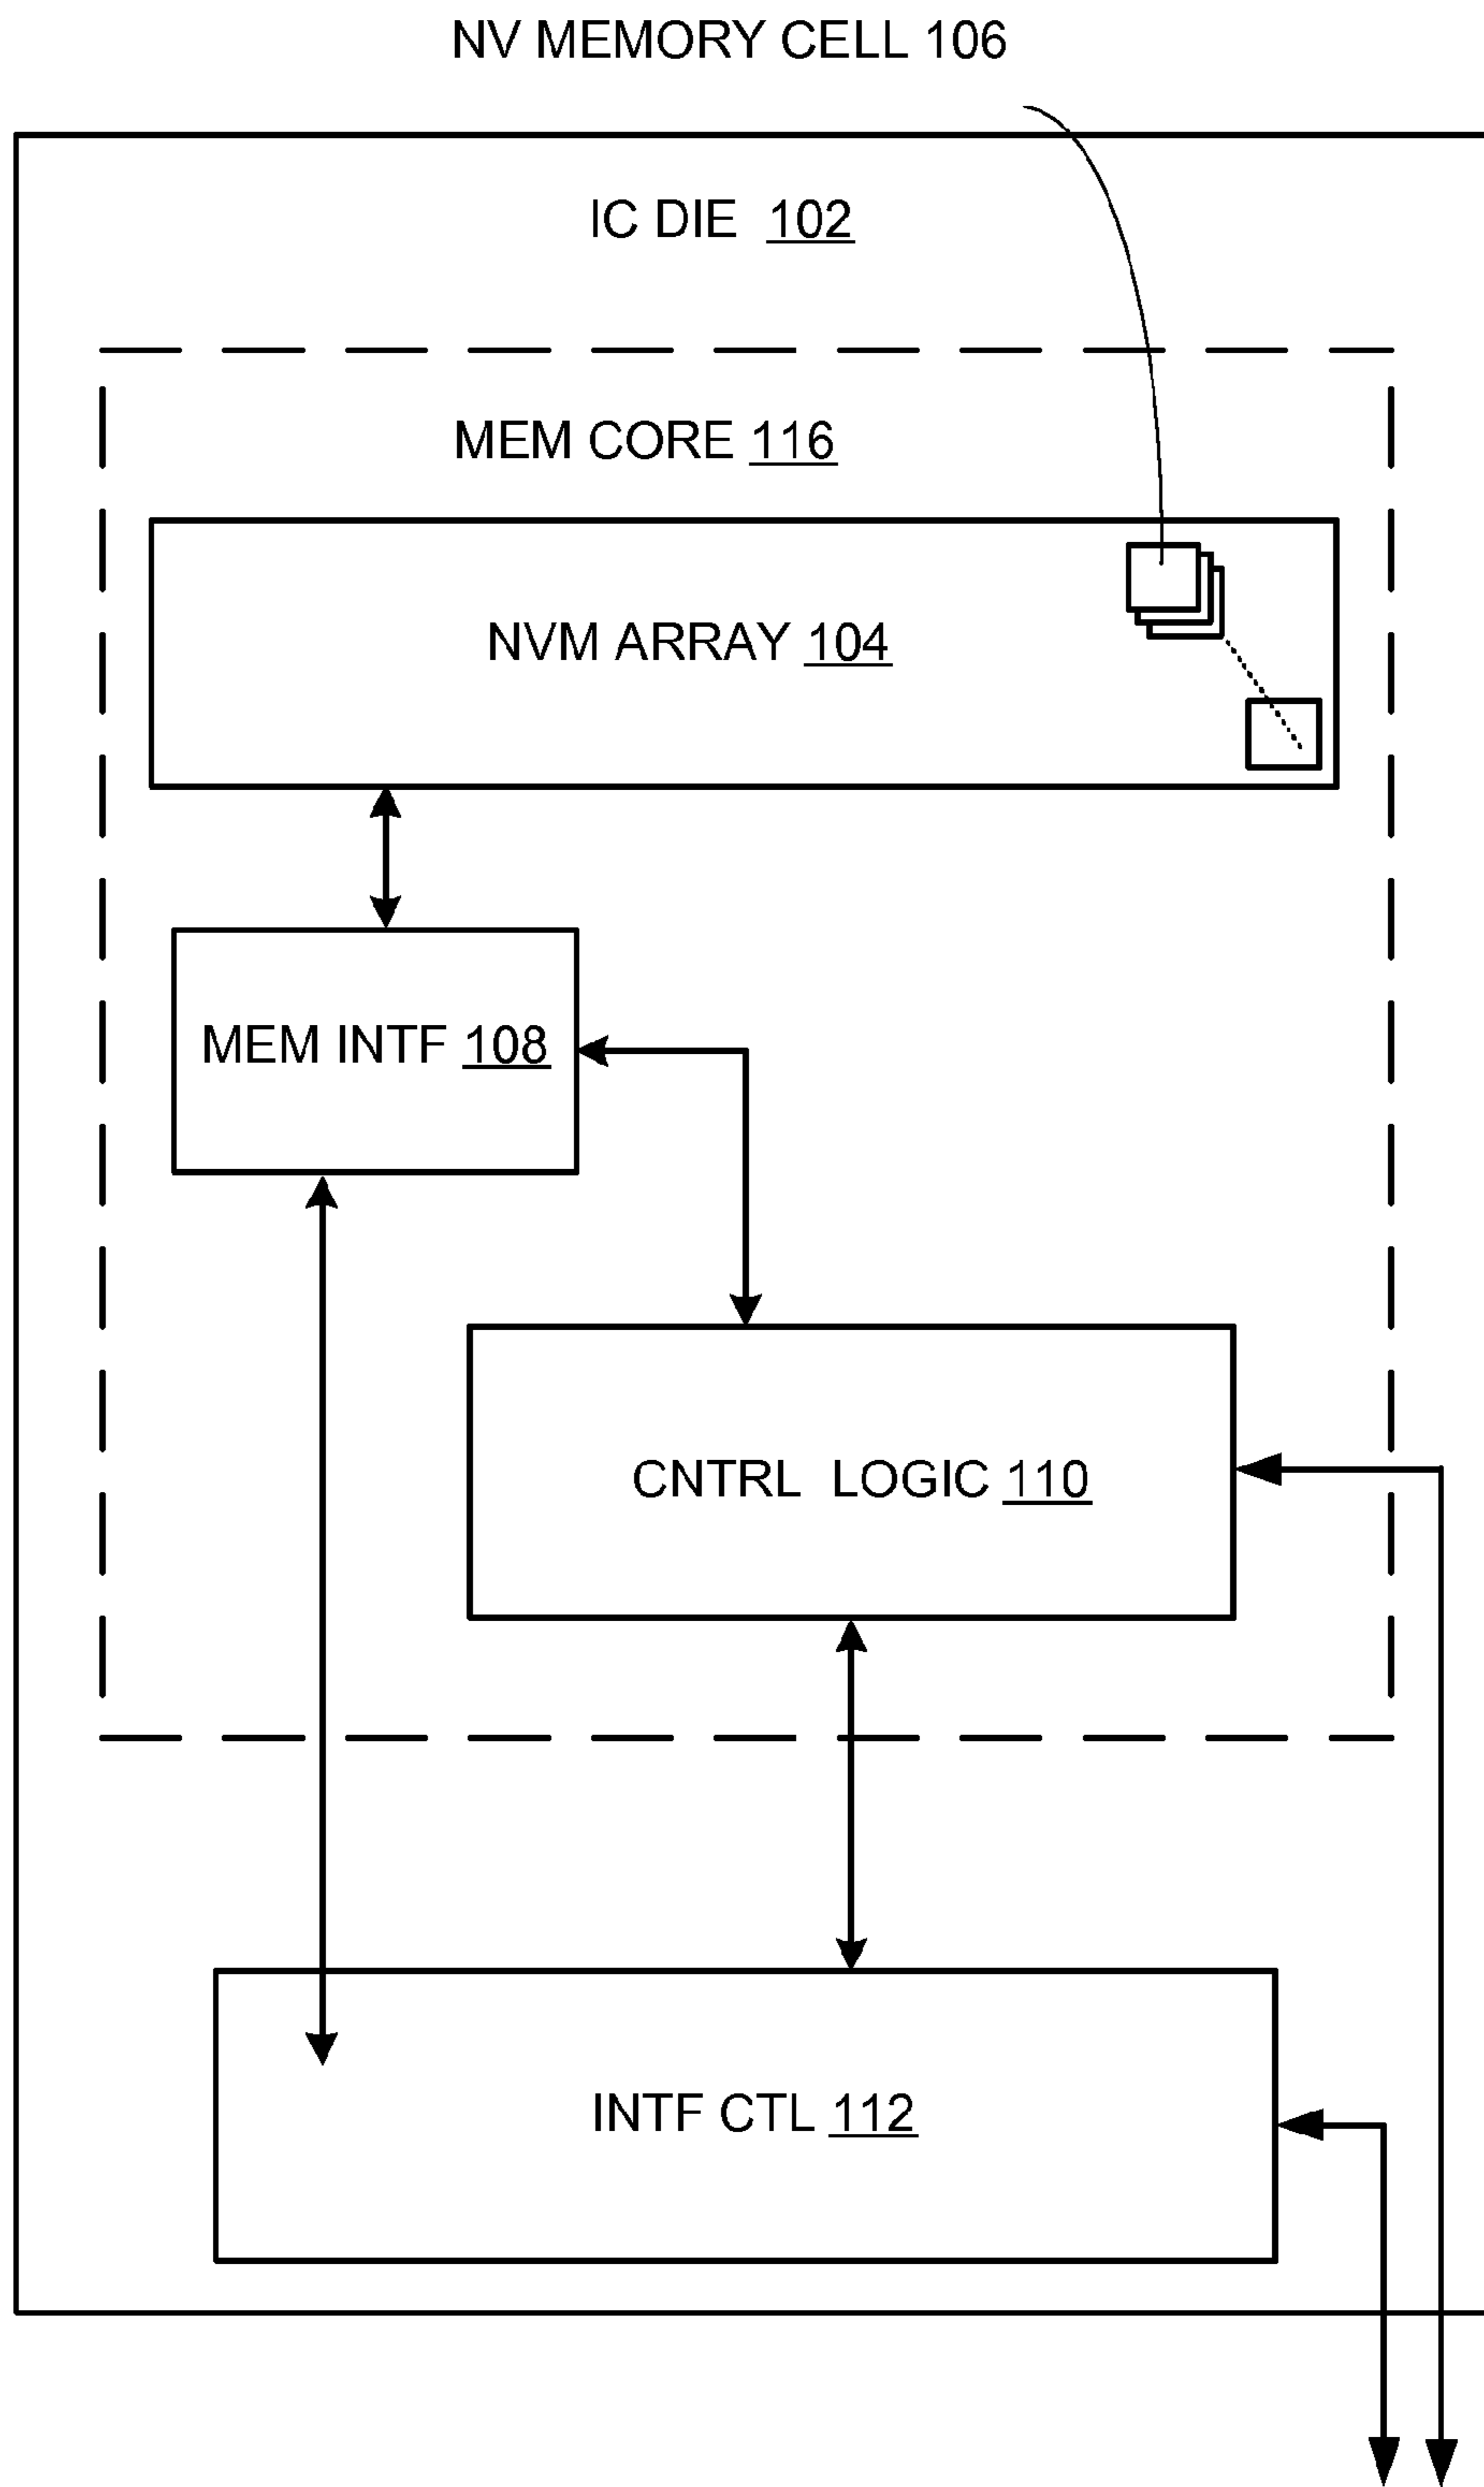 NV MEMORY CELL 106
IC DIE 102
MEM CORE 116
NVM ARRAY 104
MEM INTF 108
CNTRL LOGIC 110
INTF CTL 112